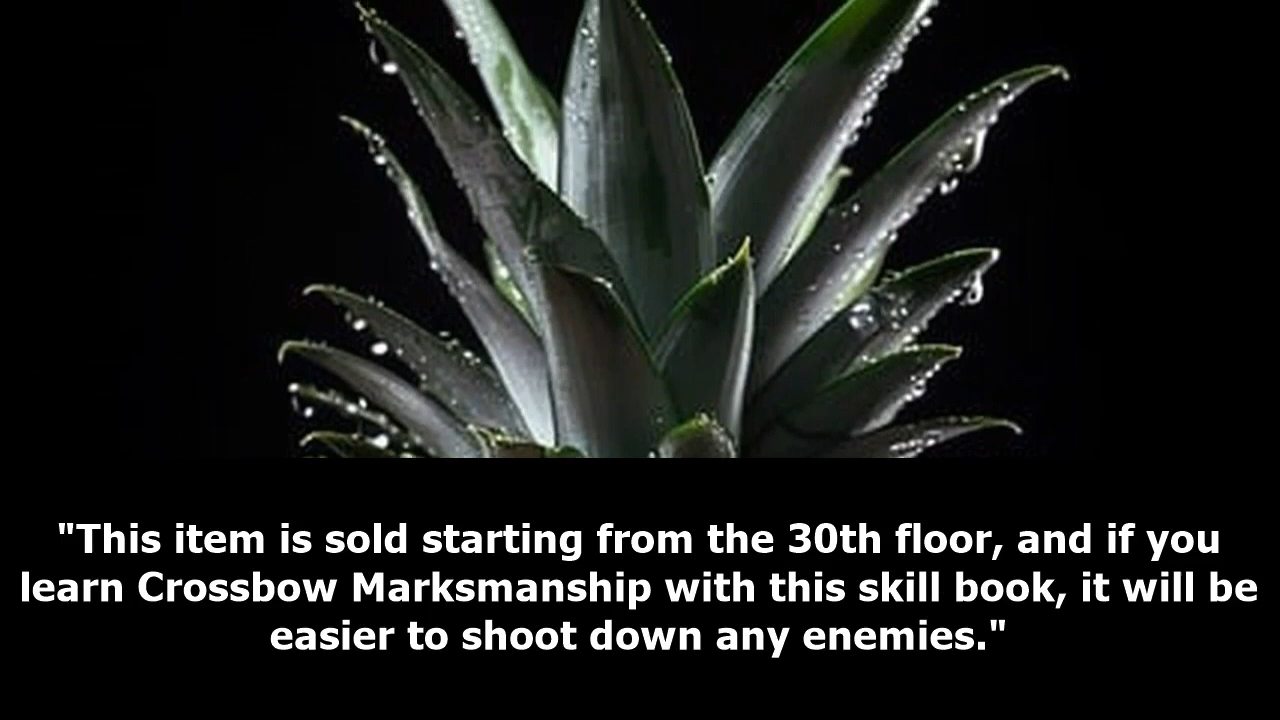 "This item is sold starting from the 30th floor, and if you
learn Crossbow Marksmanship with this skill book, it will be
easier to shoot down any enemies."